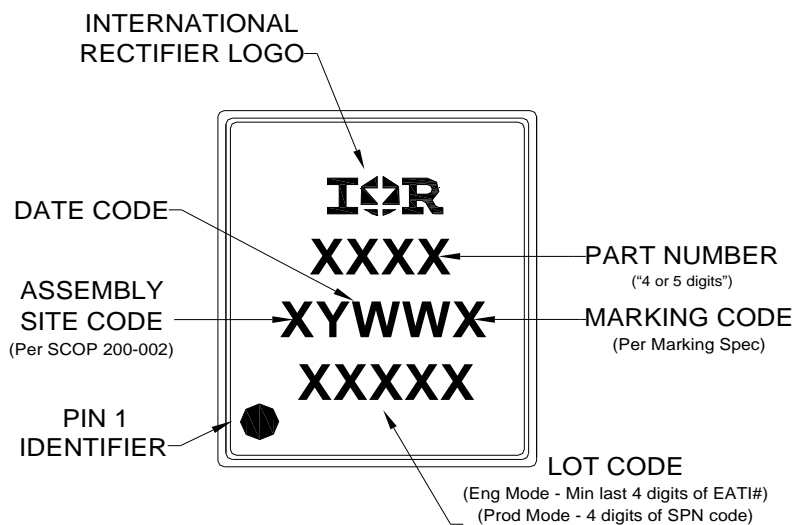 INTERNATIONAL
RECTIFIER LOGO
IOR
DATE CODE
XXXX
PART NUMBER
(“4 or 5 digits”)
ASSEMBLY
SITE CODE
(Per SCOP 200-002)
XYWWX
MARKING CODE
(Per Marking Spec)
XXXXX
PIN 1
IDENTIFIER
LOT CODE
(Eng Mode - Min last 4 digits of EATI#)
(Prod Mode - 4 digits of SPN code)